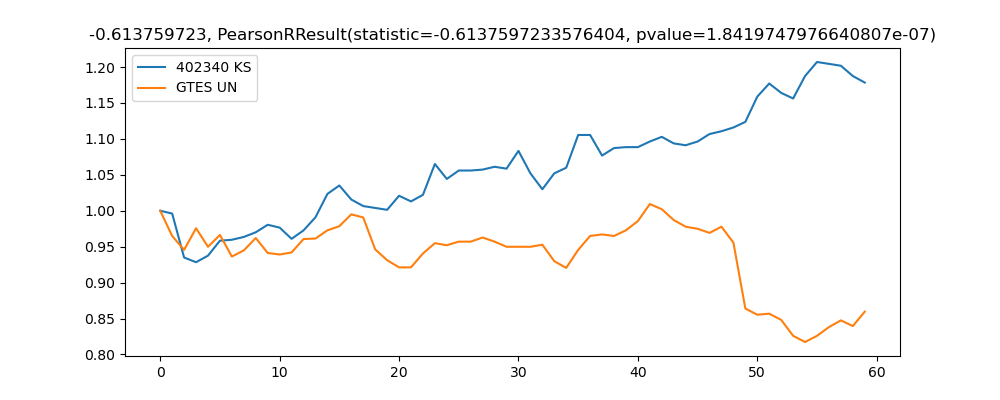 -0.613759723, PearsonRResult(statistic=-0.6137597233576404, pvalue=1.8419747976640807e-07)
402340 KS
GTES UN
1.20
1.15
1.10
1.05
1.00
0.95
0.90
0.85
0.80
0 10 20 30 40 50 60